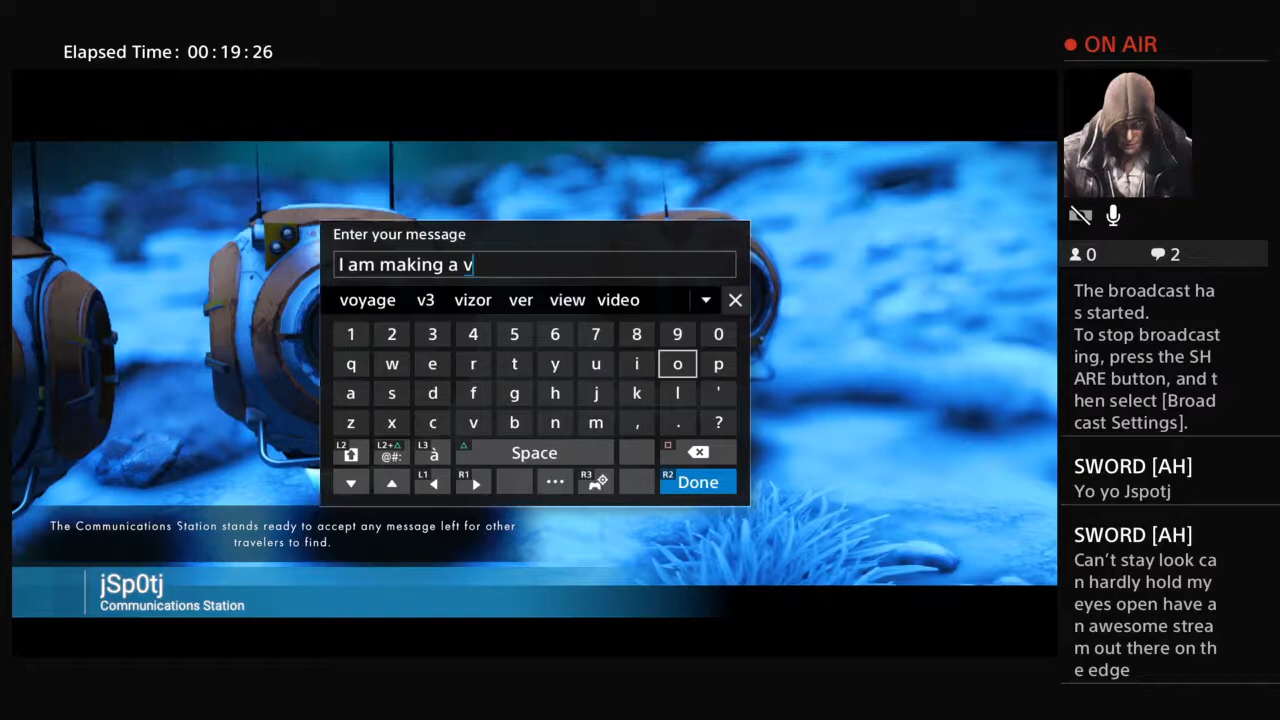 Elapsed Time: 00:19:26
ON AIR
0 2
The broadcast ha
s started.
To stop broadcast
ing, press the SH
ARE button, and t
hen select [Broad
cast Settings].
SWORD [AH]
Yo yo Jspotj
SWORD [AH]
Can't stay look ca
n hardly hold my
eyes open have a
n awesome strea
m out there on th
e edge
Enter your message
I am making a v
voyage v3 vizor ver view video
1 2 3 4 5 6 7 8 9 0
q w e r t y u i o p
a s d f g h j k l '
z x c v b n m , . ?
L2 L2+△ @#: L3 à △ Space □
L1 R1 ... R3 R2 Done
The Communications Station stands ready to accept any message left for other
travelers to find.
jSp0tj
Communications Station